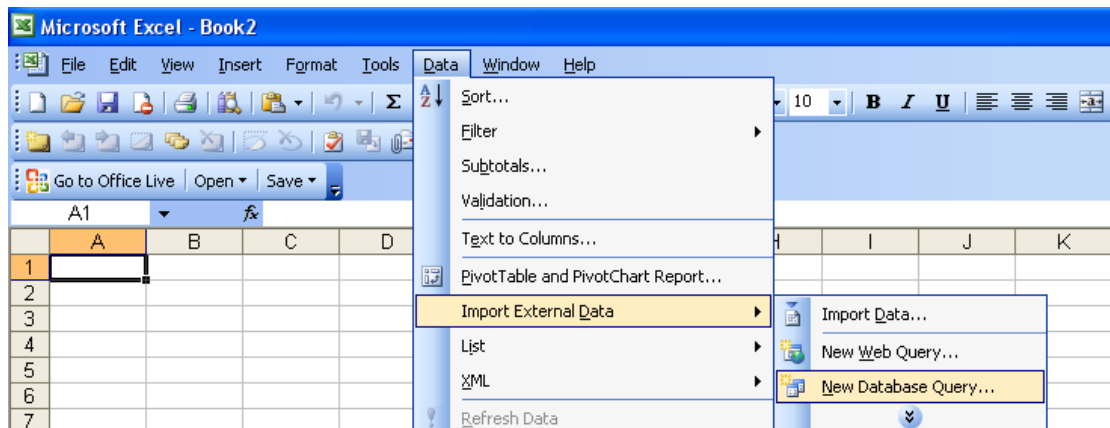 Microsoft Excel - Book2
File Edit View Insert Format Tools Data Window Help
Sort...
10 B I U
Filter
Subtotals...
Go to Office Live Open Save
Validation...
A1 fx
Text to Columns...
A B C D H I J K
1
PivotTable and PivotChart Report...
2
Import External Data Import Data...
3
List New Web Query...
4
XML New Database Query...
5
6
Refresh Data
7